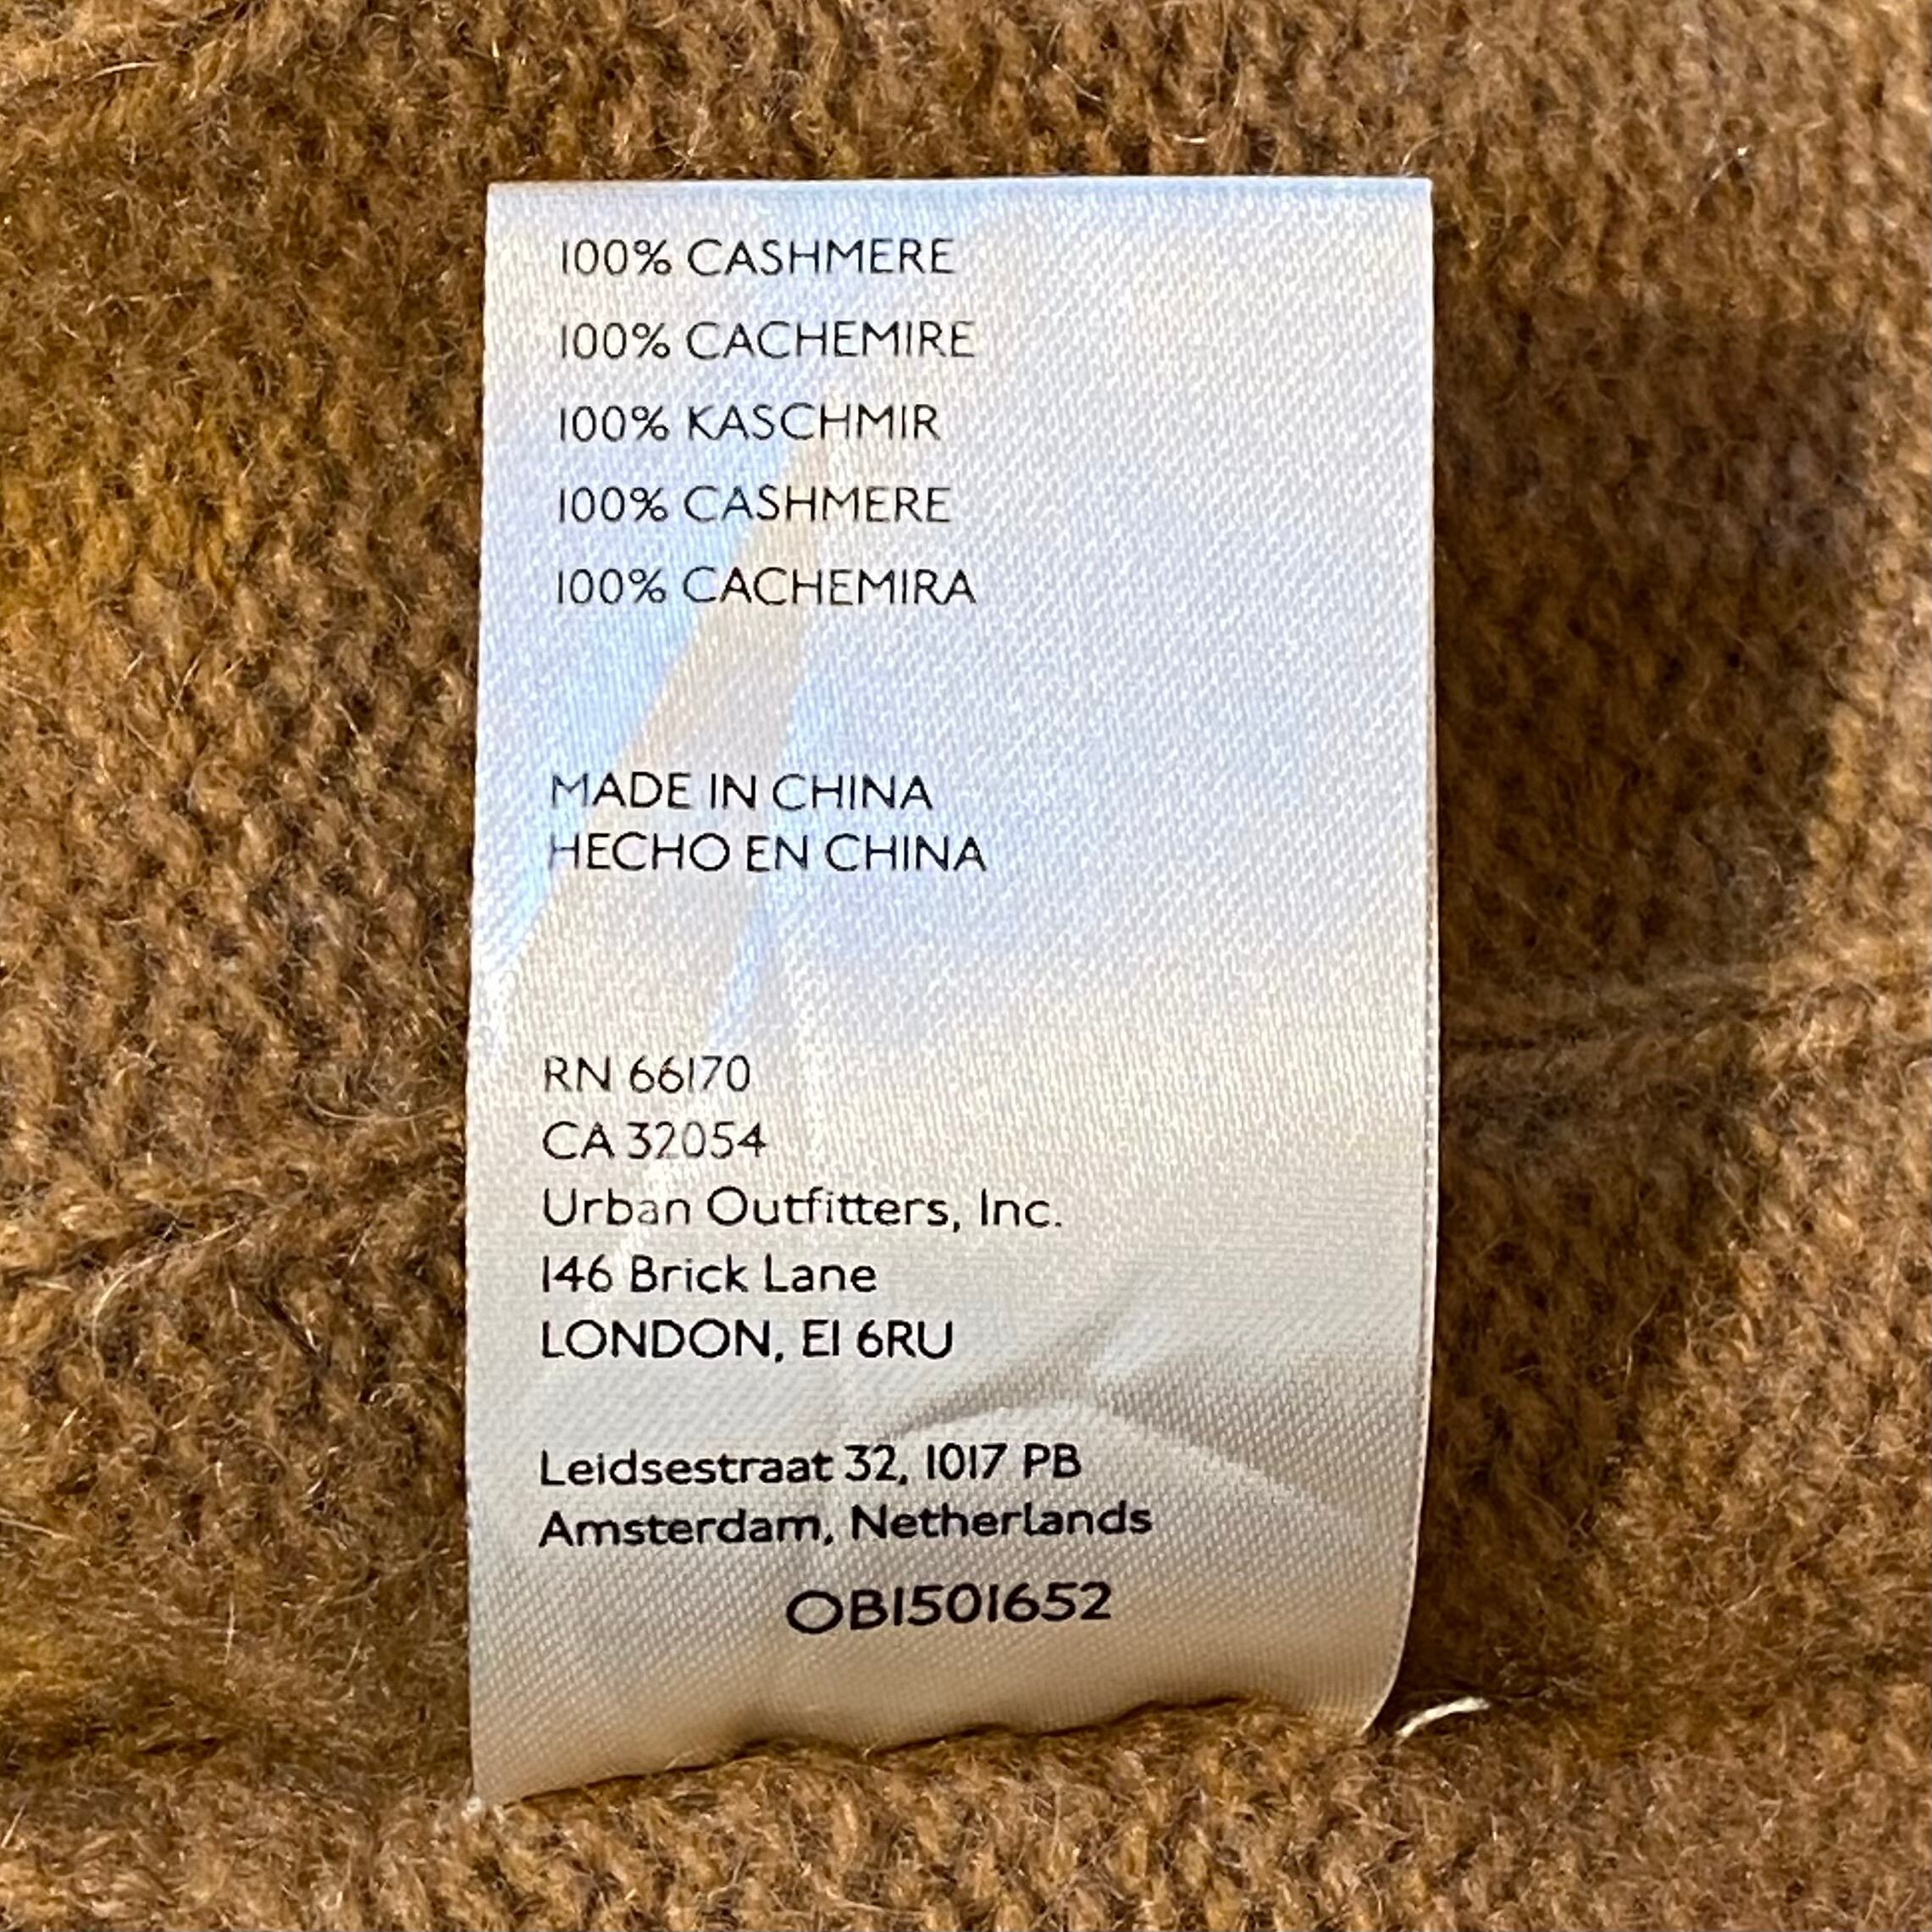 100% CASHMERE
100% CACHEMIRE
100% KASCHMIR
100% CASHMERE
100% CACHEMIRA
MADE IN CHINA
HECHO EN CHINA
RN 66170
CA 32054
Urban Outfitters, Inc.
146 Brick Lane
LONDON, E1 6RU
Leidsestraat 32, 1017 PB
Amsterdam, Netherlands
OB1501652